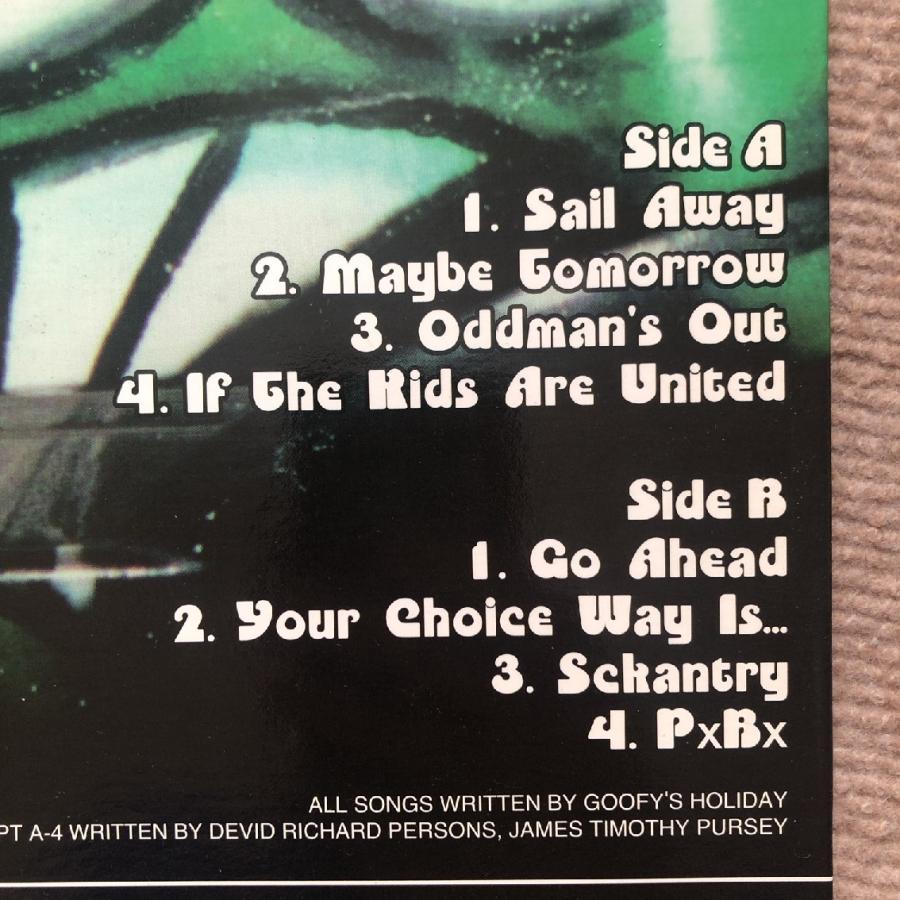 Side A
1. Sail Away
2. Maybe Tomorrow
3. Oddman's Out
4. If The Kids Are United
Side B
1. Go Ahead
2. Your Choice Way Is...
3. Sckantry
4. PxBx
ALL SONGS WRITTEN BY GOOFY'S HOLIDAY
PT A-4 WRITTEN BY DEVID RICHARD PERSONS, JAMES TIMOTHY PURSEY